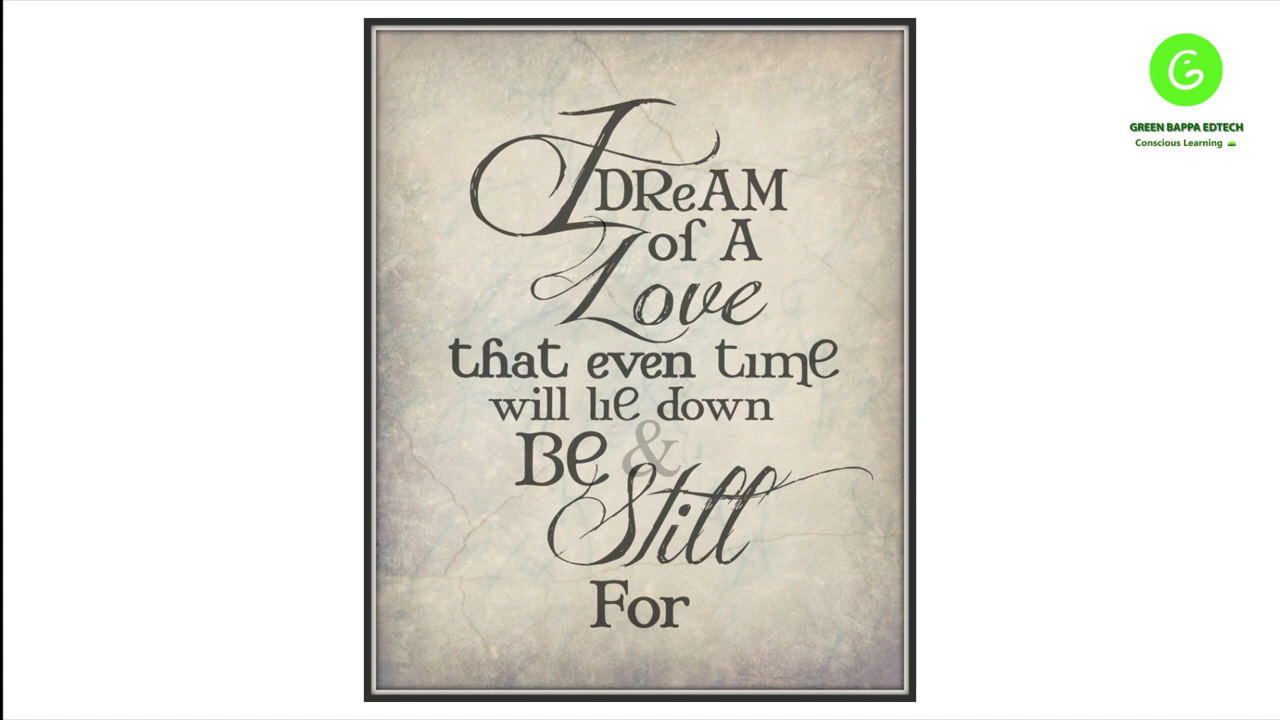 I DReAM
of A
Love
that even time
will lie down
& Be
Still
For
GREEN BAPPA EDTECH
Conscious Learning